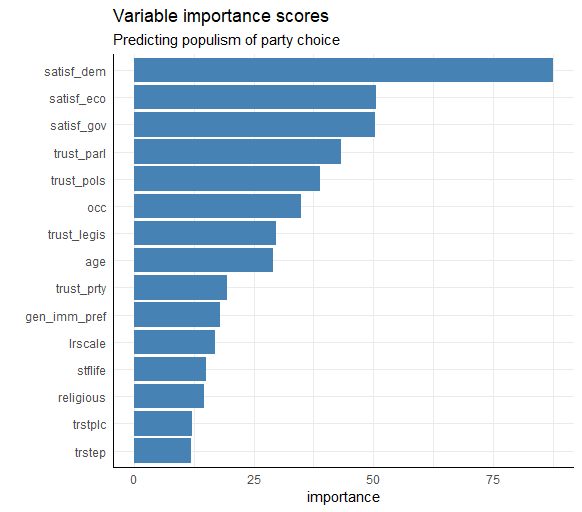 Variable importance scores
Predicting populism of party choice
satisf_dem
satisf_eco
satisf_gov
trust_parl
trust_pols
occ
trust_legis
age
trust_prty
gen_imm_pref
lrscale
stflife
religious
trstplc
trstep
0 25 50 75
importance